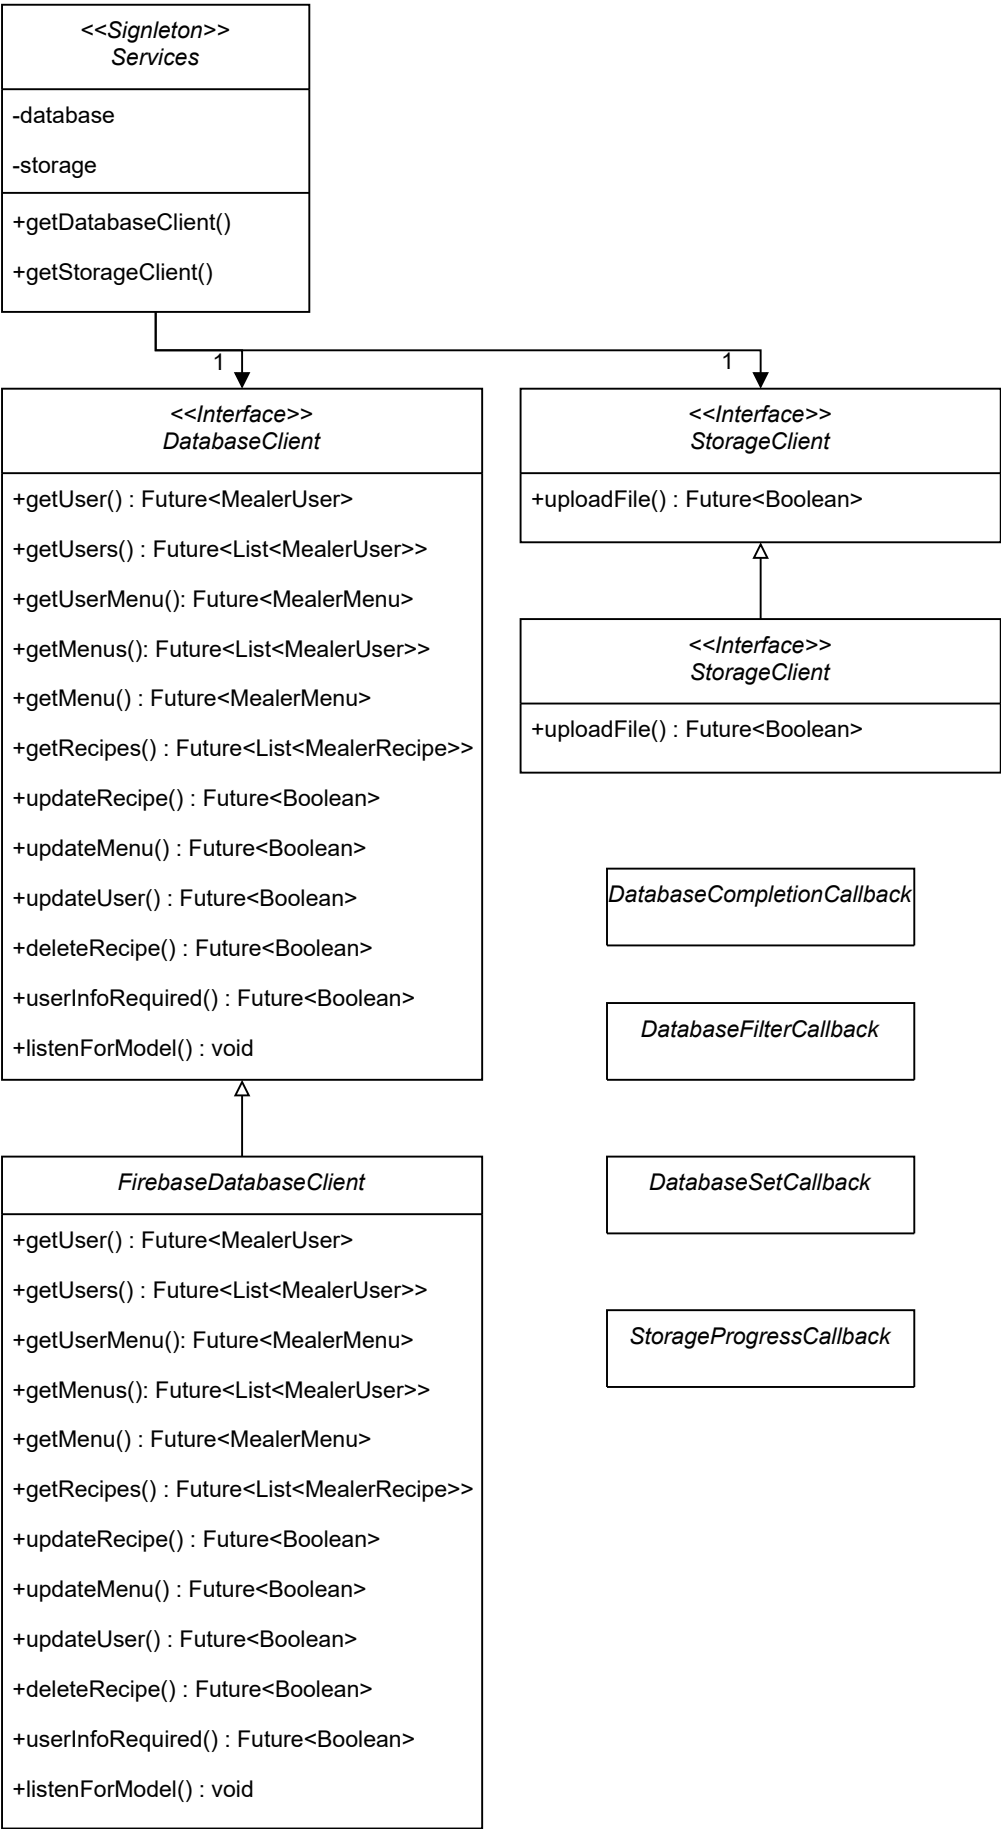 <<Signleton>>
Services
-database
-storage
+getDatabaseClient()
+getStorageClient()
1
1
<<Interface>>
DatabaseClient
+getUser() : Future<MealerUser>
+getUsers() : Future<List<MealerUser>>
+getUserMenu(): Future<MealerMenu>
+getMenus(): Future<List<MealerUser>>
+getMenu() : Future<MealerMenu>
+getRecipes() : Future<List<MealerRecipe>>
+updateRecipe() : Future<Boolean>
+updateMenu() : Future<Boolean>
+updateUser() : Future<Boolean>
+deleteRecipe() : Future<Boolean>
+userInfoRequired() : Future<Boolean>
+listenForModel() : void
<<Interface>>
StorageClient
+uploadFile() : Future<Boolean>
<<Interface>>
StorageClient
+uploadFile() : Future<Boolean>
DatabaseCompletionCallback
DatabaseFilterCallback
DatabaseSetCallback
StorageProgressCallback
FirebaseDatabaseClient
+getUser() : Future<MealerUser>
+getUsers() : Future<List<MealerUser>>
+getUserMenu(): Future<MealerMenu>
+getMenus(): Future<List<MealerUser>>
+getMenu() : Future<MealerMenu>
+getRecipes() : Future<List<MealerRecipe>>
+updateRecipe() : Future<Boolean>
+updateMenu() : Future<Boolean>
+updateUser() : Future<Boolean>
+deleteRecipe() : Future<Boolean>
+userInfoRequired() : Future<Boolean>
+listenForModel() : void